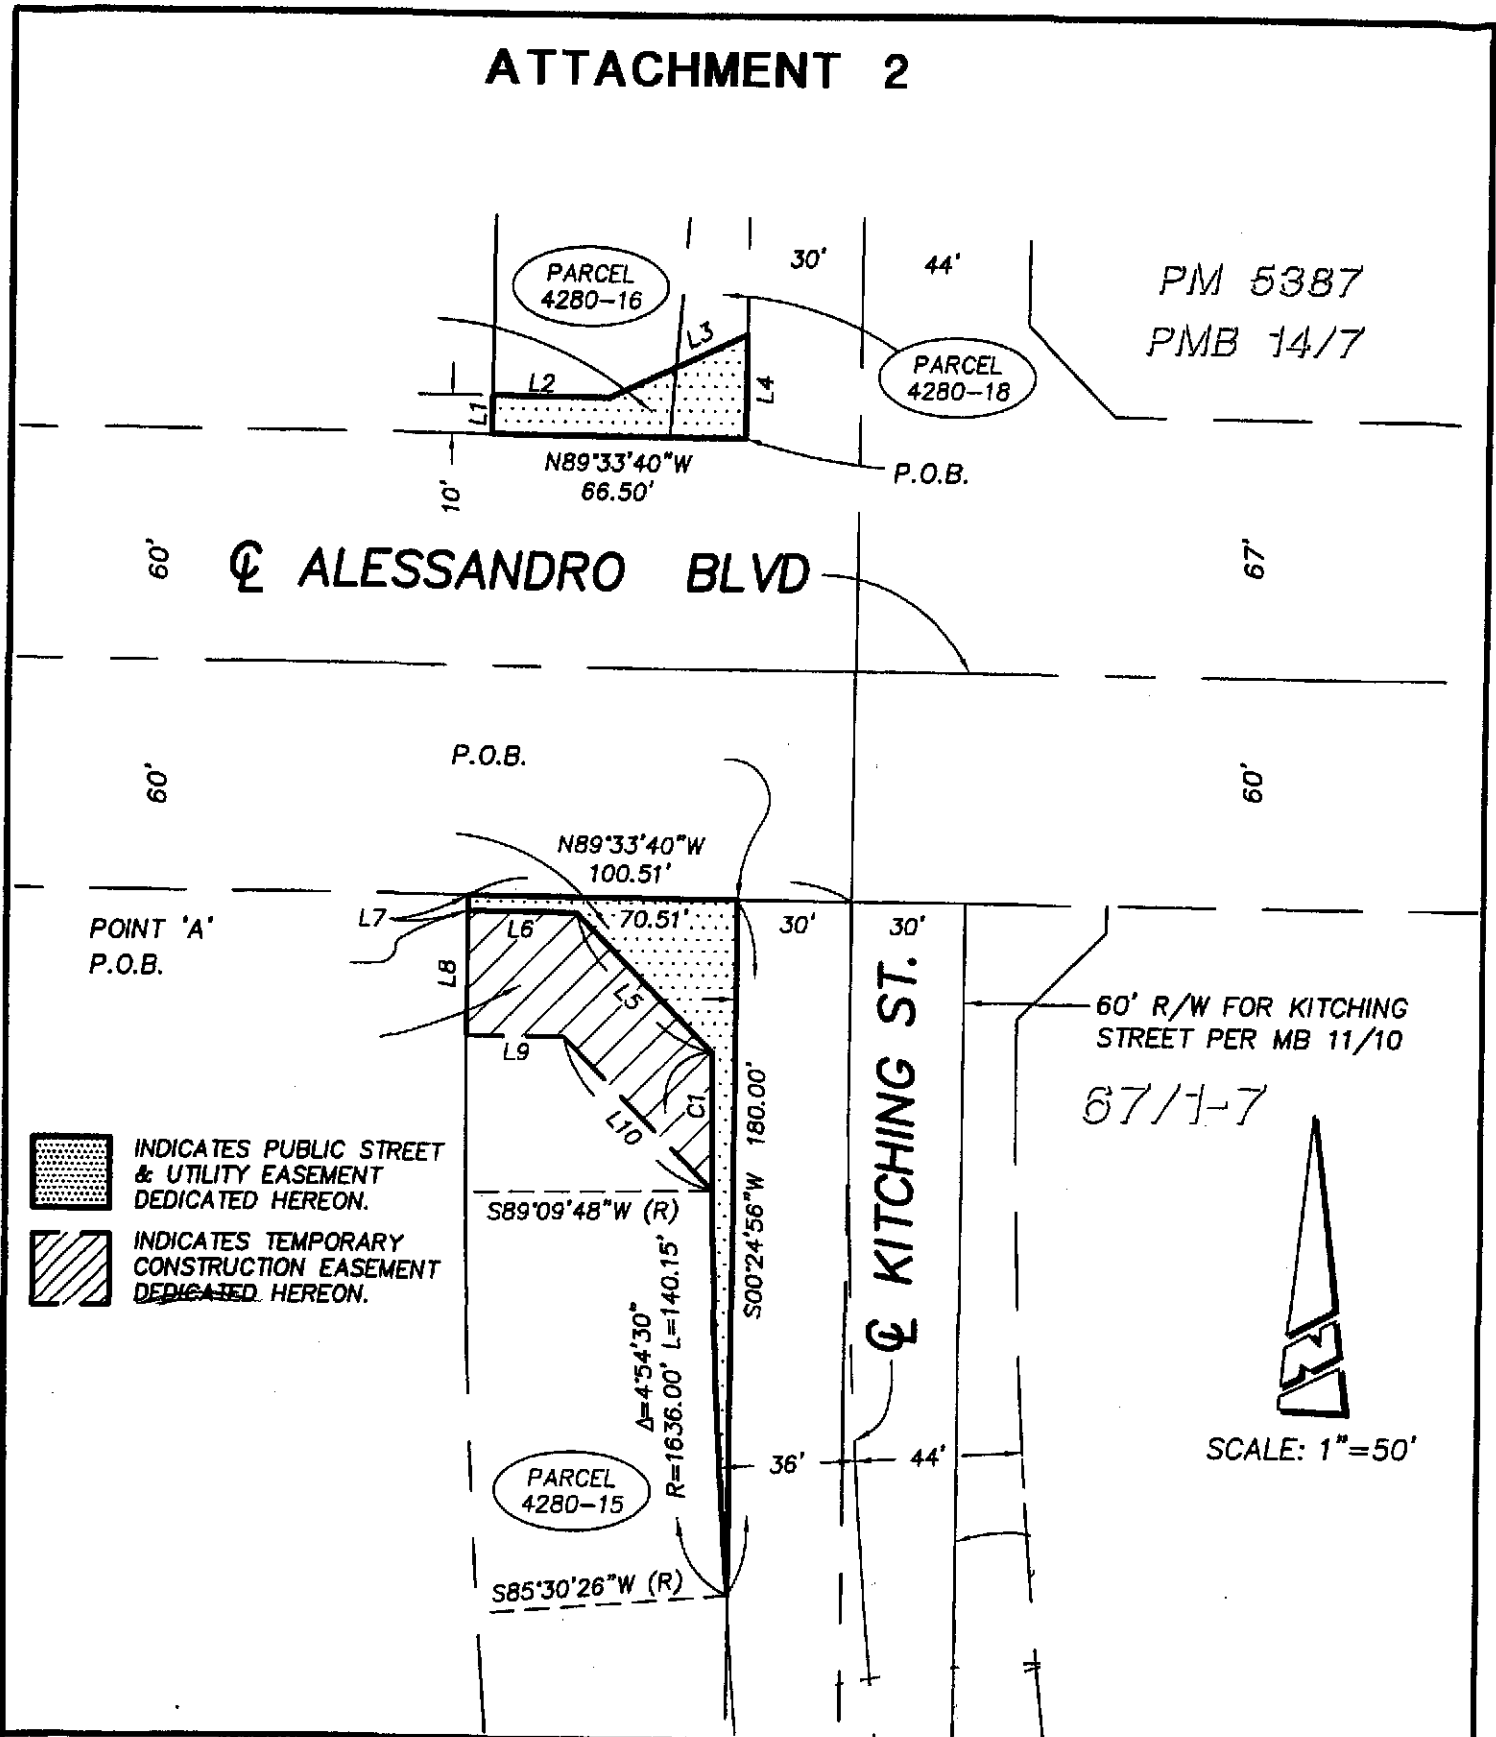 ATTACHMENT 2
PARCEL
4280-16
30'
44'
PM 5387
PMB 14/7
L3
PARCEL
4280-18
L2
L4
L1
N89°33'40"W
66.50'
P.O.B.
10'
60'
℄ ALESSANDRO BLVD
67'
60'
P.O.B.
60'
N89°33'40"W
100.51'
POINT 'A'
P.O.B.
L7
L6
70.51'
30'
30'
L8
L5
60' R/W FOR KITCHING
STREET PER MB 11/10
L9
67/1-7
C1
L10
S00°24'56"W 180.00'
℄ KITCHING ST.
INDICATES PUBLIC STREET
& UTILITY EASEMENT
DEDICATED HEREON.
S89°09'48"W (R)
INDICATES TEMPORARY
CONSTRUCTION EASEMENT
DEDICATED HEREON.
Δ=4°54'30"
R=1636.00' L=140.15'
N
SCALE: 1"=50'
36'
44'
PARCEL
4280-15
S85°30'26"W (R)